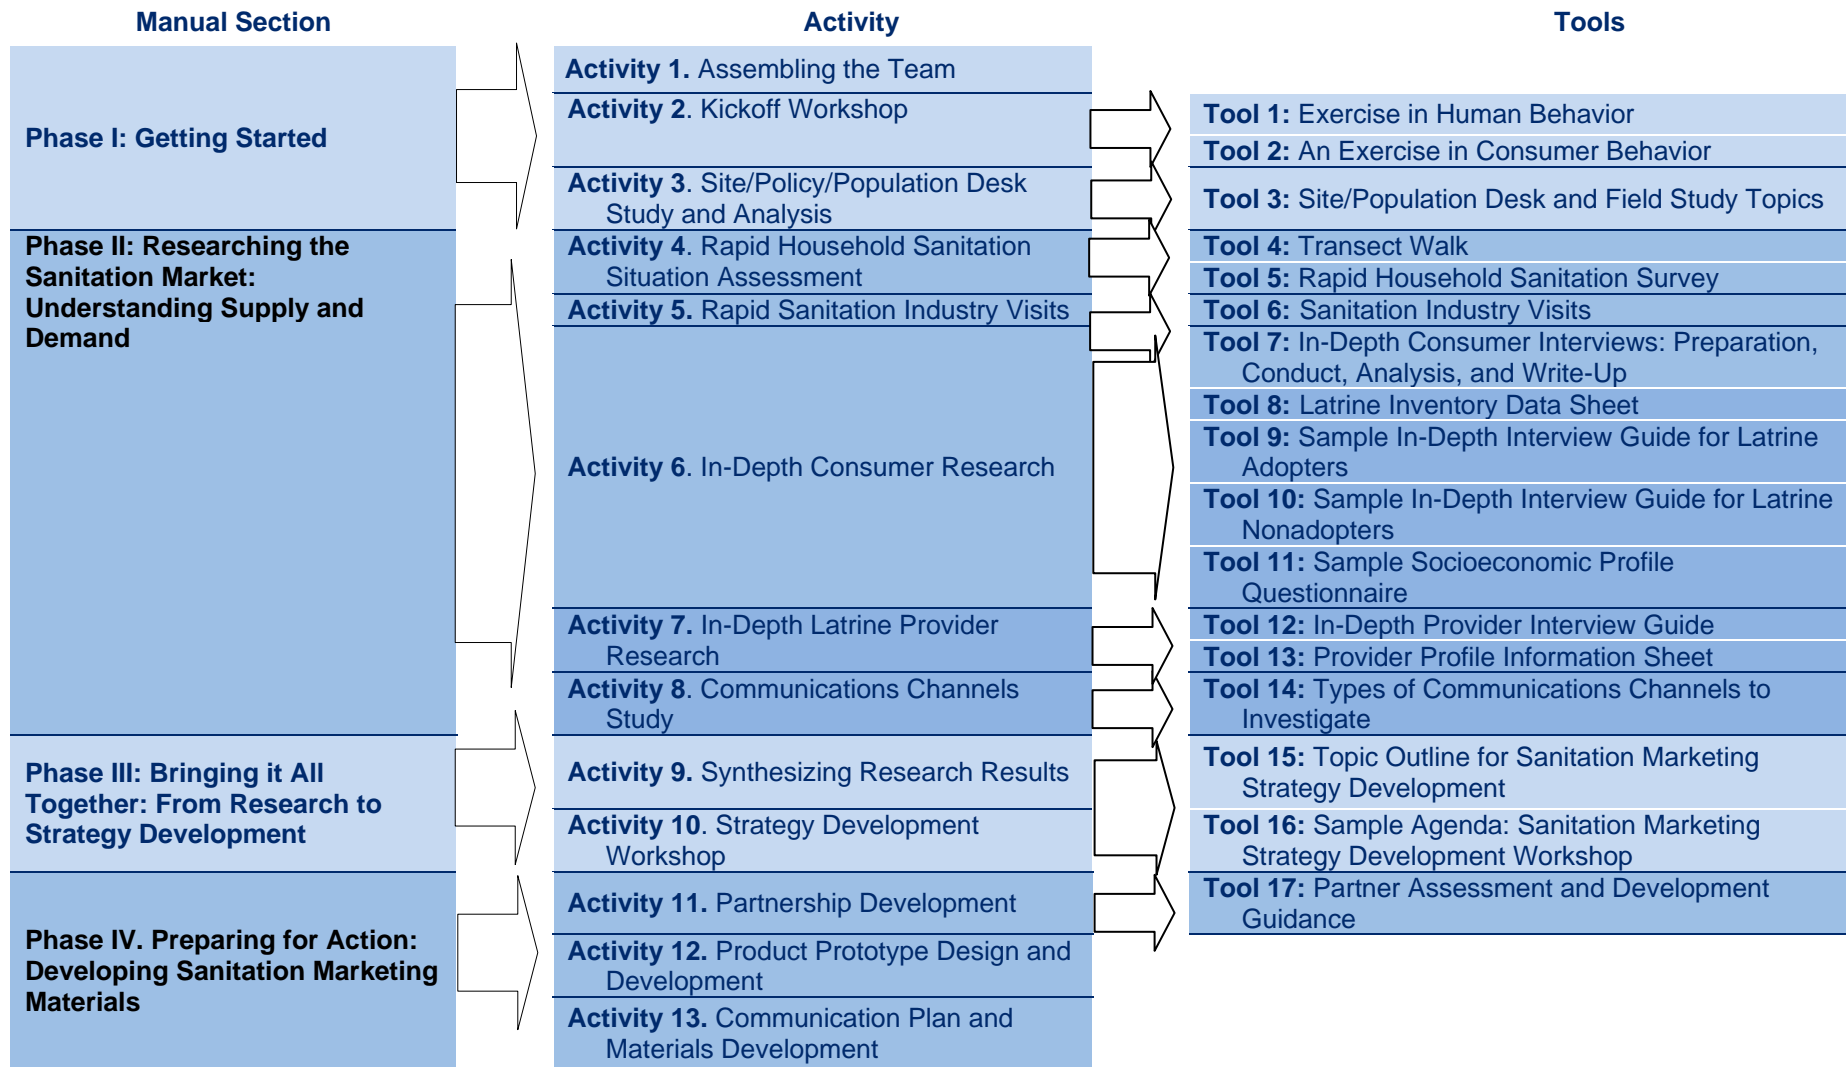 Manual Section
Activity
Tools
Phase I: Getting Started
Activity 1. Assembling the Team
Activity 2. Kickoff Workshop
Tool 1: Exercise in Human Behavior
Tool 2: An Exercise in Consumer Behavior
Activity 3. Site/Policy/Population Desk
Study and Analysis
Tool 3: Site/Population Desk and Field Study Topics
Phase II: Researching the
Sanitation Market:
Understanding Supply and
Demand
Activity 4. Rapid Household Sanitation
Situation Assessment
Tool 4: Transect Walk
Tool 5: Rapid Household Sanitation Survey
Activity 5. Rapid Sanitation Industry Visits
Tool 6: Sanitation Industry Visits
Activity 6. In-Depth Consumer Research
Tool 7: In-Depth Consumer Interviews: Preparation,
Conduct, Analysis, and Write-Up
Tool 8: Latrine Inventory Data Sheet
Tool 9: Sample In-Depth Interview Guide for Latrine
Adopters
Tool 10: Sample In-Depth Interview Guide for Latrine
Nonadopters
Tool 11: Sample Socioeconomic Profile
Questionnaire
Activity 7. In-Depth Latrine Provider
Research
Tool 12: In-Depth Provider Interview Guide
Tool 13: Provider Profile Information Sheet
Activity 8. Communications Channels
Study
Tool 14: Types of Communications Channels to
Investigate
Phase III: Bringing it All
Together: From Research to
Strategy Development
Activity 9. Synthesizing Research Results
Tool 15: Topic Outline for Sanitation Marketing
Strategy Development
Activity 10. Strategy Development
Workshop
Tool 16: Sample Agenda: Sanitation Marketing
Strategy Development Workshop
Phase IV. Preparing for Action:
Developing Sanitation Marketing
Materials
Activity 11. Partnership Development
Tool 17: Partner Assessment and Development
Guidance
Activity 12. Product Prototype Design and
Development
Activity 13. Communication Plan and
Materials Development